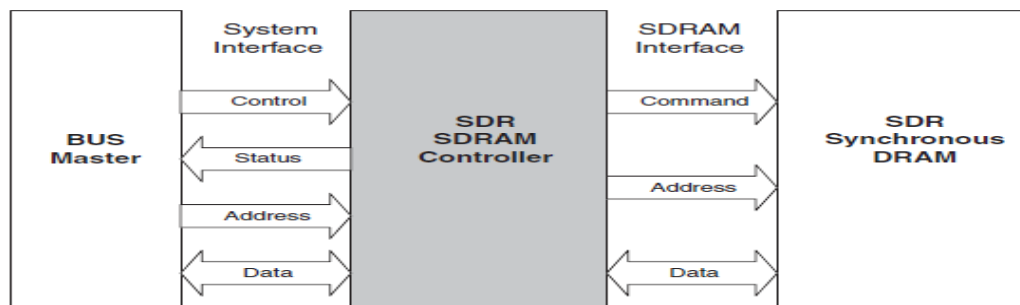 System
Interface
SDRAM
Interface
Control
Command
BUS
Master
SDR
SDRAM
Controller
SDR
Synchronous
DRAM
Status
Address
Address
Data
Data